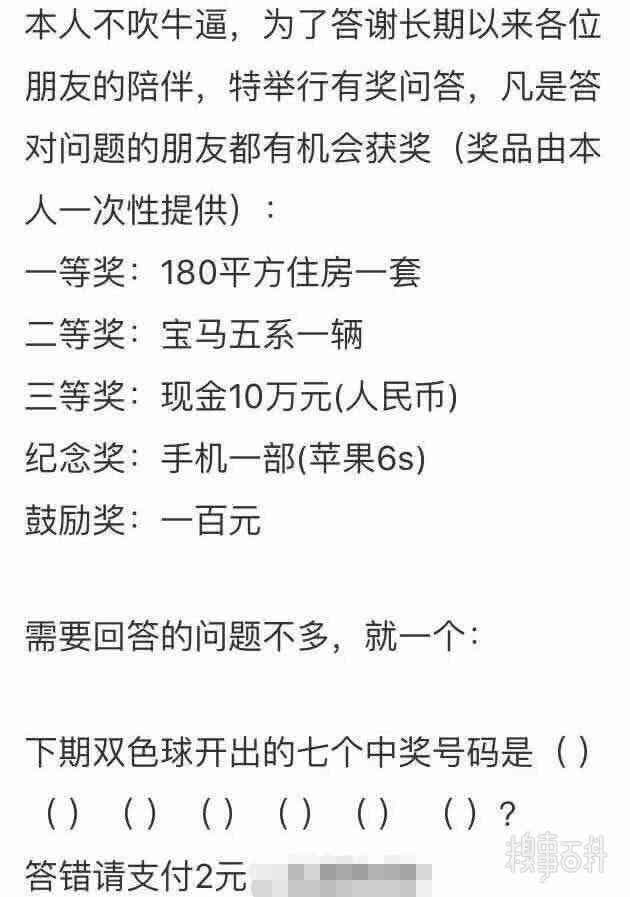 本人不吹牛逼，为了答谢长期以来各位
朋友的陪伴，特举行有奖问答，凡是答
对问题的朋友都有机会获奖（奖品由本
人一次性提供）：
一等奖：180平方住房一套
二等奖：宝马五系一辆
三等奖：现金10万元(人民币)
纪念奖：手机一部(苹果6s)
鼓励奖：一百元
需要回答的问题不多，就一个：
下期双色球开出的七个中奖号码是（）
（）（）（）（）（）（）?
答错请支付2元
糗事百科